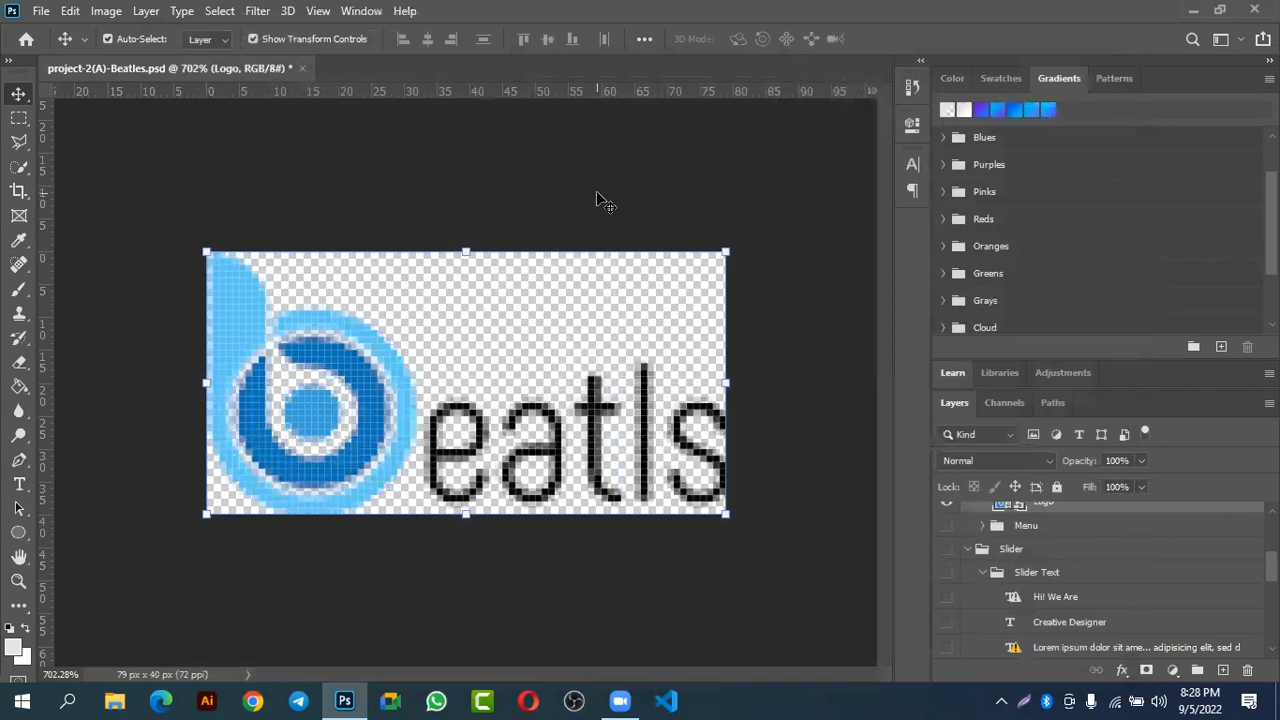 Ps File Edit Image Layer Type Select Filter 3D View Window Help
Auto-Select: Layer Show Transform Controls 3D Mode:
project-2(A)-Beatles.psd @ 702% (Logo, RGB/8#) * ×
Color Swatches Gradients Patterns
20 15 10 5 0 5 10 15 20 25 30 35 40 45 50 55 60 65 70 75 80 85 90 95
Blues
Purples
Pinks
Reds
Oranges
Greens
Grays
Cloud
Learn Libraries Adjustments
Layers Channels Paths
Kind
Normal Opacity: 100%
Lock: Fill: 100%
Logo
Menu
Slider
Slider Text
Hi! We Are
Creative Designer
Lorem ipsum dolor sit ame... adipisicing elit, sed d
beatls
702.28% 79 px x 40 px (72 ppi)
8:28 PM
9/5/2022